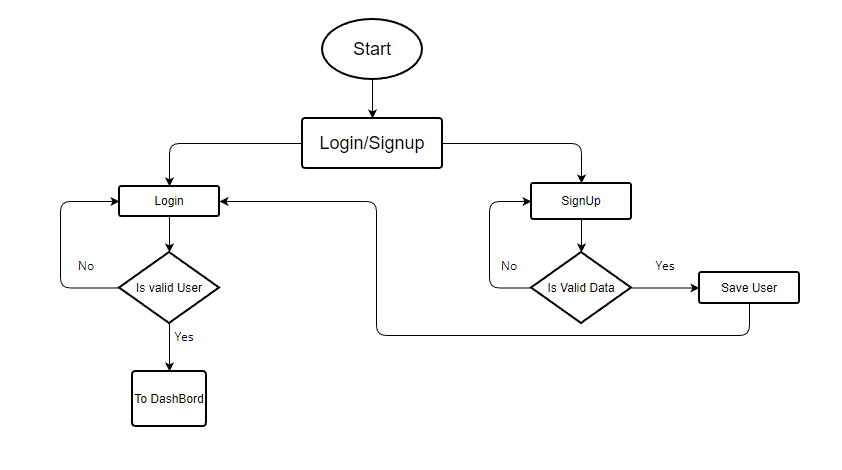 Start
Login/Signup
Login
SignUp
No
Is valid User
Yes
To DashBord
No
Is Valid Data
Yes
Save User